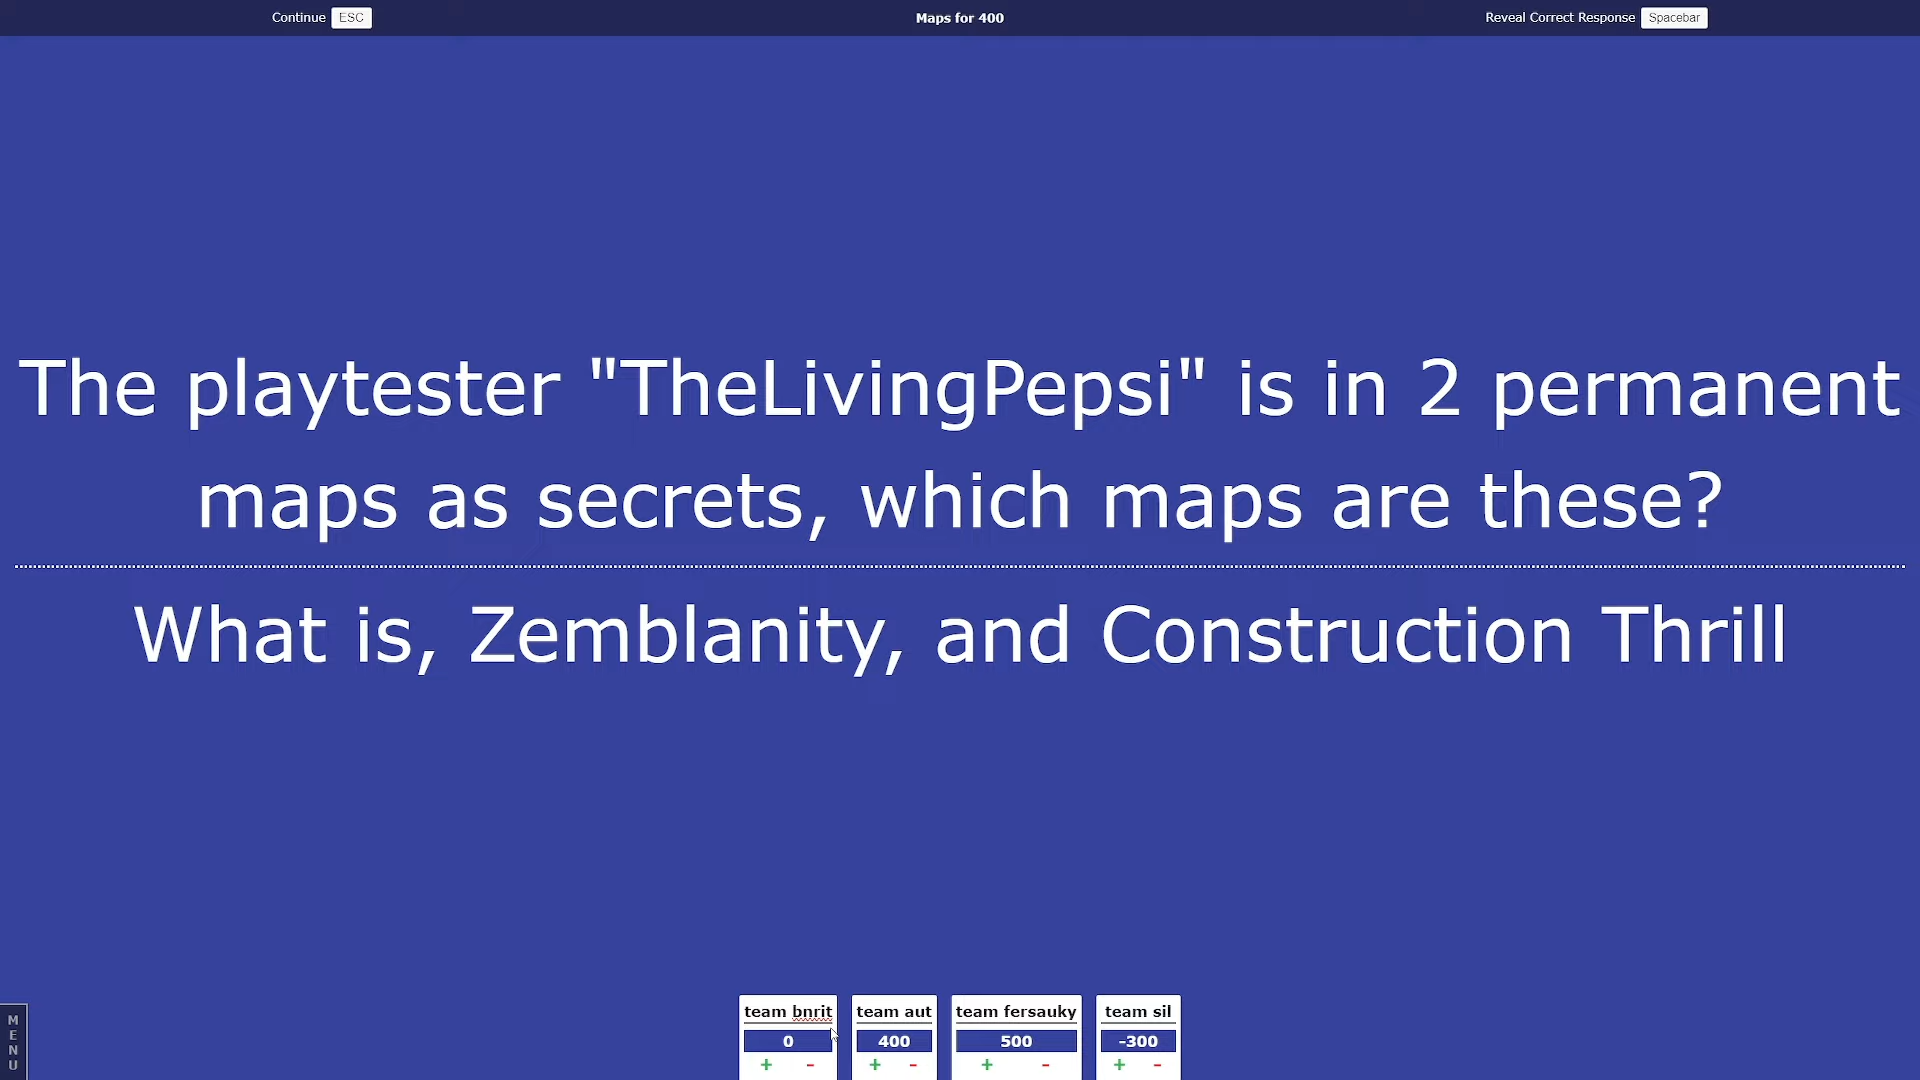 Continue ESC Maps for 400 Reveal Correct Response Spacebar
The playtester "TheLivingPepsi" is in 2 permanent
maps as secrets, which maps are these?
What is, Zemblanity, and Construction Thrill
MENU
team bnrit team aut team fersauky team sil
0 400 500 -300
+ - + - + - + -